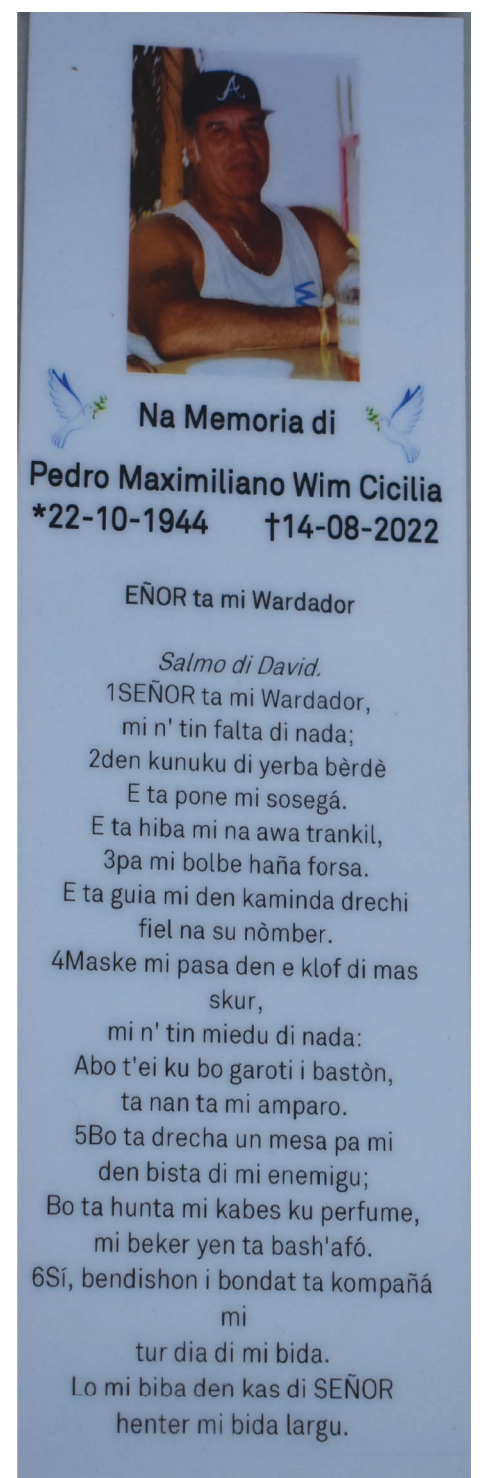 A
W
Na Memoria di
Pedro Maximiliano Wim Cicilia
*22-10-1944 †14-08-2022
EÑOR ta mi Wardador
Salmo di David.
1SEÑOR ta mi Wardador,
mi n' tin falta di nada;
2den kunuku di yerba bèrdè
E ta pone mi sosegá.
E ta hiba mi na awa trankil,
3pa mi bolbe haña forsa.
E ta guia mi den kaminda drechi
fiel na su nòmber.
4Maske mi pasa den e klof di mas
skur,
mi n' tin miedu di nada:
Abo t'ei ku bo garoti i bastòn,
ta nan ta mi amparo.
5Bo ta drecha un mesa pa mi
den bista di mi enemigu;
Bo ta hunta mi kabes ku perfume,
mi beker yen ta bash'afó.
6Sí, bendishon i bondat ta kompañá
mi
tur dia di mi bida.
Lo mi biba den kas di SEÑOR
henter mi bida largu.